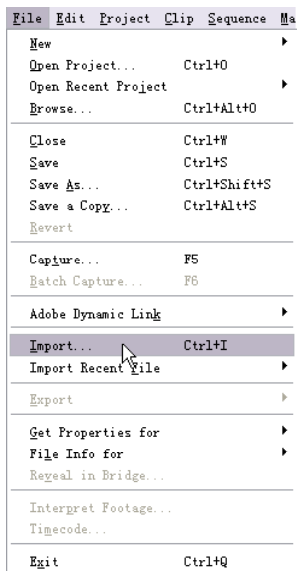 File Edit Project Clip Sequence Ma
New
Open Project... Ctrl+O
Open Recent Project
Browse... Ctrl+Alt+O
Close Ctrl+W
Save Ctrl+S
Save As... Ctrl+Shift+S
Save a Copy... Ctrl+Alt+S
Revert
Capture... F5
Batch Capture... F6
Adobe Dynamic Link
Import... Ctrl+I
Import Recent File
Export
Get Properties for
File Info for
Reveal in Bridge...
Interpret Footage...
Timecode...
Exit Ctrl+Q